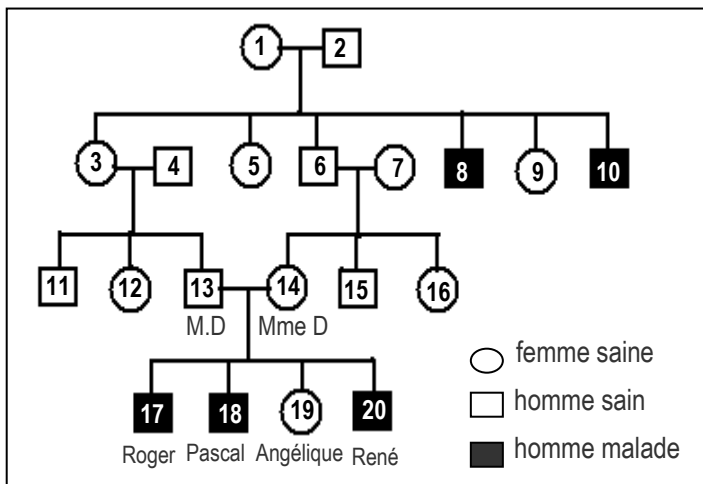 1 2
3 4 5 6 7 8 9 10
11 12 13 14 15 16
M.D Mme D
17 18 19 20
Roger Pascal Angélique René
femme saine
homme sain
homme malade